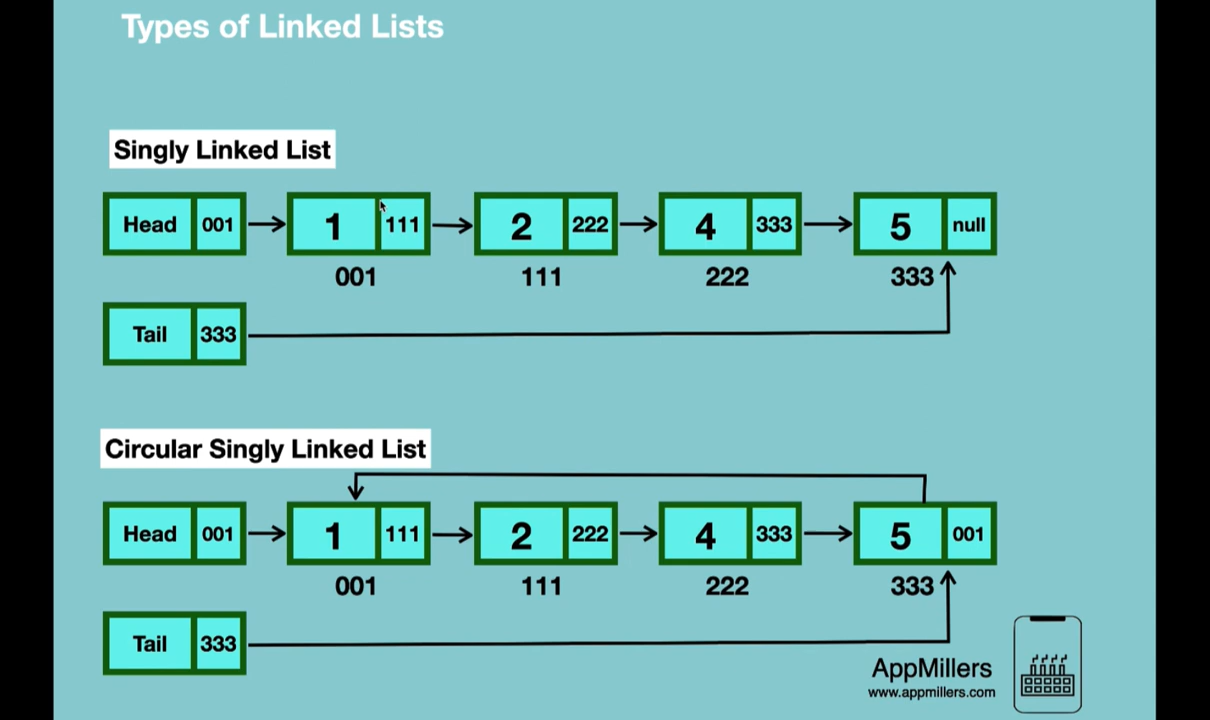 Types of Linked Lists
Singly Linked List
Head 001 1 111 2 222 4 333 5 null
001 111 222 333
Tail 333
Circular Singly Linked List
Head 001 1 111 2 222 4 333 5 001
001 111 222 333
Tail 333
AppMillers
www.appmillers.com